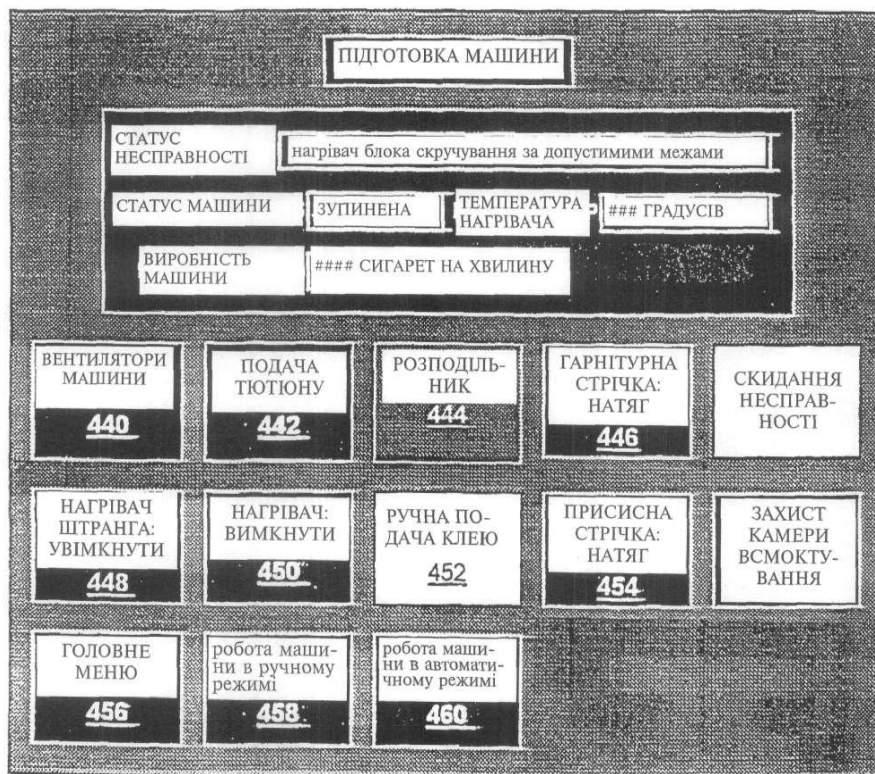 ПІДГОТОВКА МАШИНИ
СТАТУС
НЕСПРАВНОСТІ
нагрівач блока скручування за допустимими межами
СТАТУС МАШИНИ
ЗУПИНЕНА
ТЕМПЕРАТУРА
НАГРІВАЧА
### ГРАДУСІВ
ВИРОБНІСТЬ
МАШИНИ
#### СИГАРЕТ НА ХВИЛИНУ
ВЕНТИЛЯТОРИ
МАШИНИ
440
ПОДАЧА
ТЮТЮНУ
442
РОЗПОДІЛЬ-
НИК
444
ГАРНІТУРНА
СТРІЧКА:
НАТЯГ
446
СКИДАННЯ
НЕСПРАВ-
НОСТІ
НАГРІВАЧ
ШТРАНГА:
УВІМКНУТИ
448
НАГРІВАЧ:
ВИМКНУТИ
450
РУЧНА ПО-
ДАЧА КЛЕЮ
452
ПРИСИСНА
СТРІЧКА:
НАТЯГ
454
ЗАХИСТ
КАМЕРИ
ВСМОКТУ-
ВАННЯ
ГОЛОВНЕ
МЕНЮ
456
робота маши-
ни в ручному
режимі
458
робота маши-
ни в автомати-
чному режимі
460